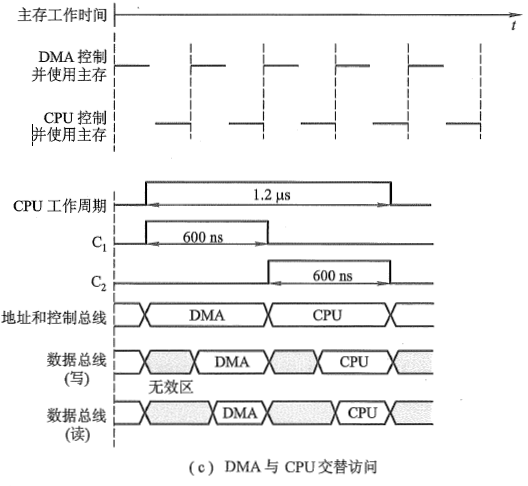 主存工作时间
t
DMA 控制
并使用主存
CPU 控制
并使用主存
CPU 工作周期
1.2 μs
C1
600 ns
C2
600 ns
地址和控制总线
DMA
CPU
数据总线
(写)
DMA
CPU
无效区
数据总线
(读)
DMA
CPU
( c ) DMA 与 CPU 交替访问